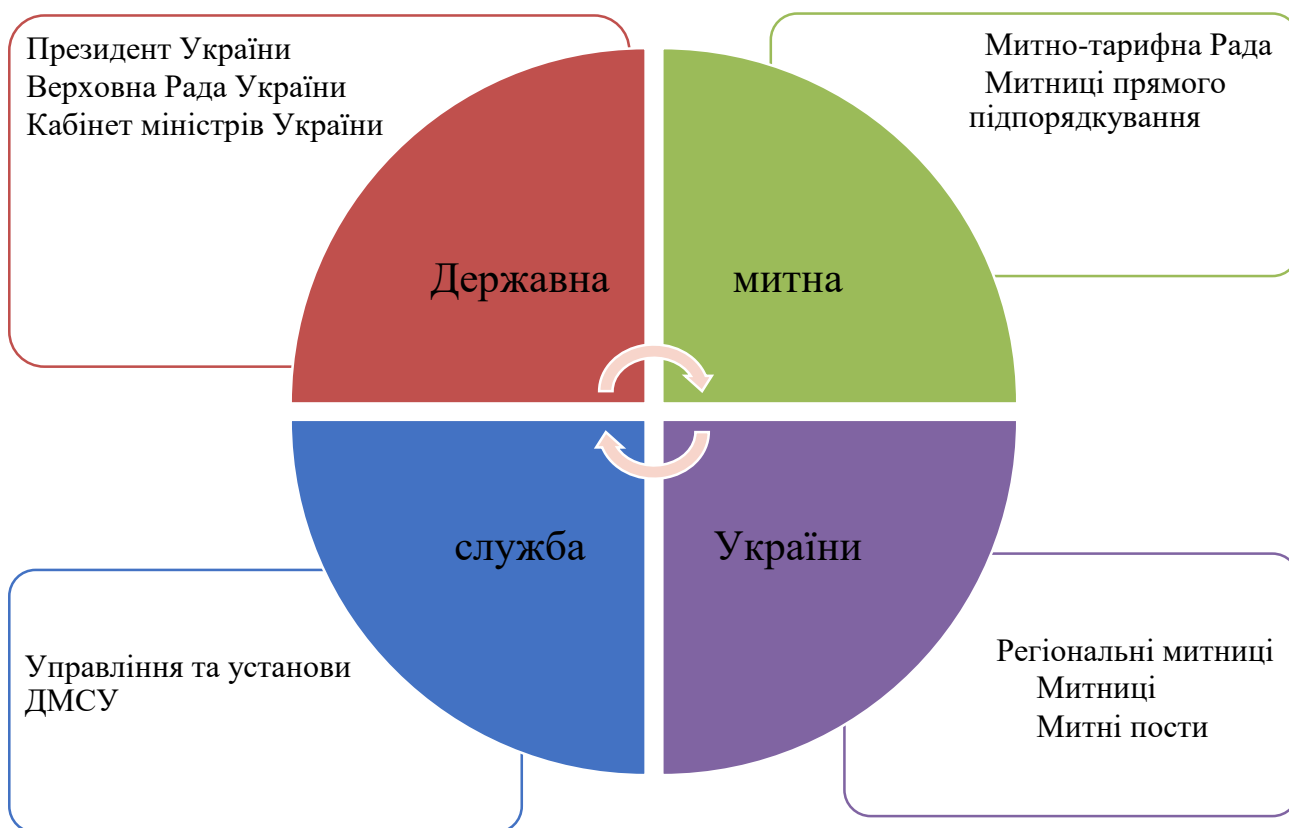 Президент України
Верховна Рада України
Кабінет міністрів України
Митно-тарифна Рада
Митниці прямого
підпорядкування
Державна
митна
служба
України
Управління та установи
ДМСУ
Регіональні митниці
Митниці
Митні пости